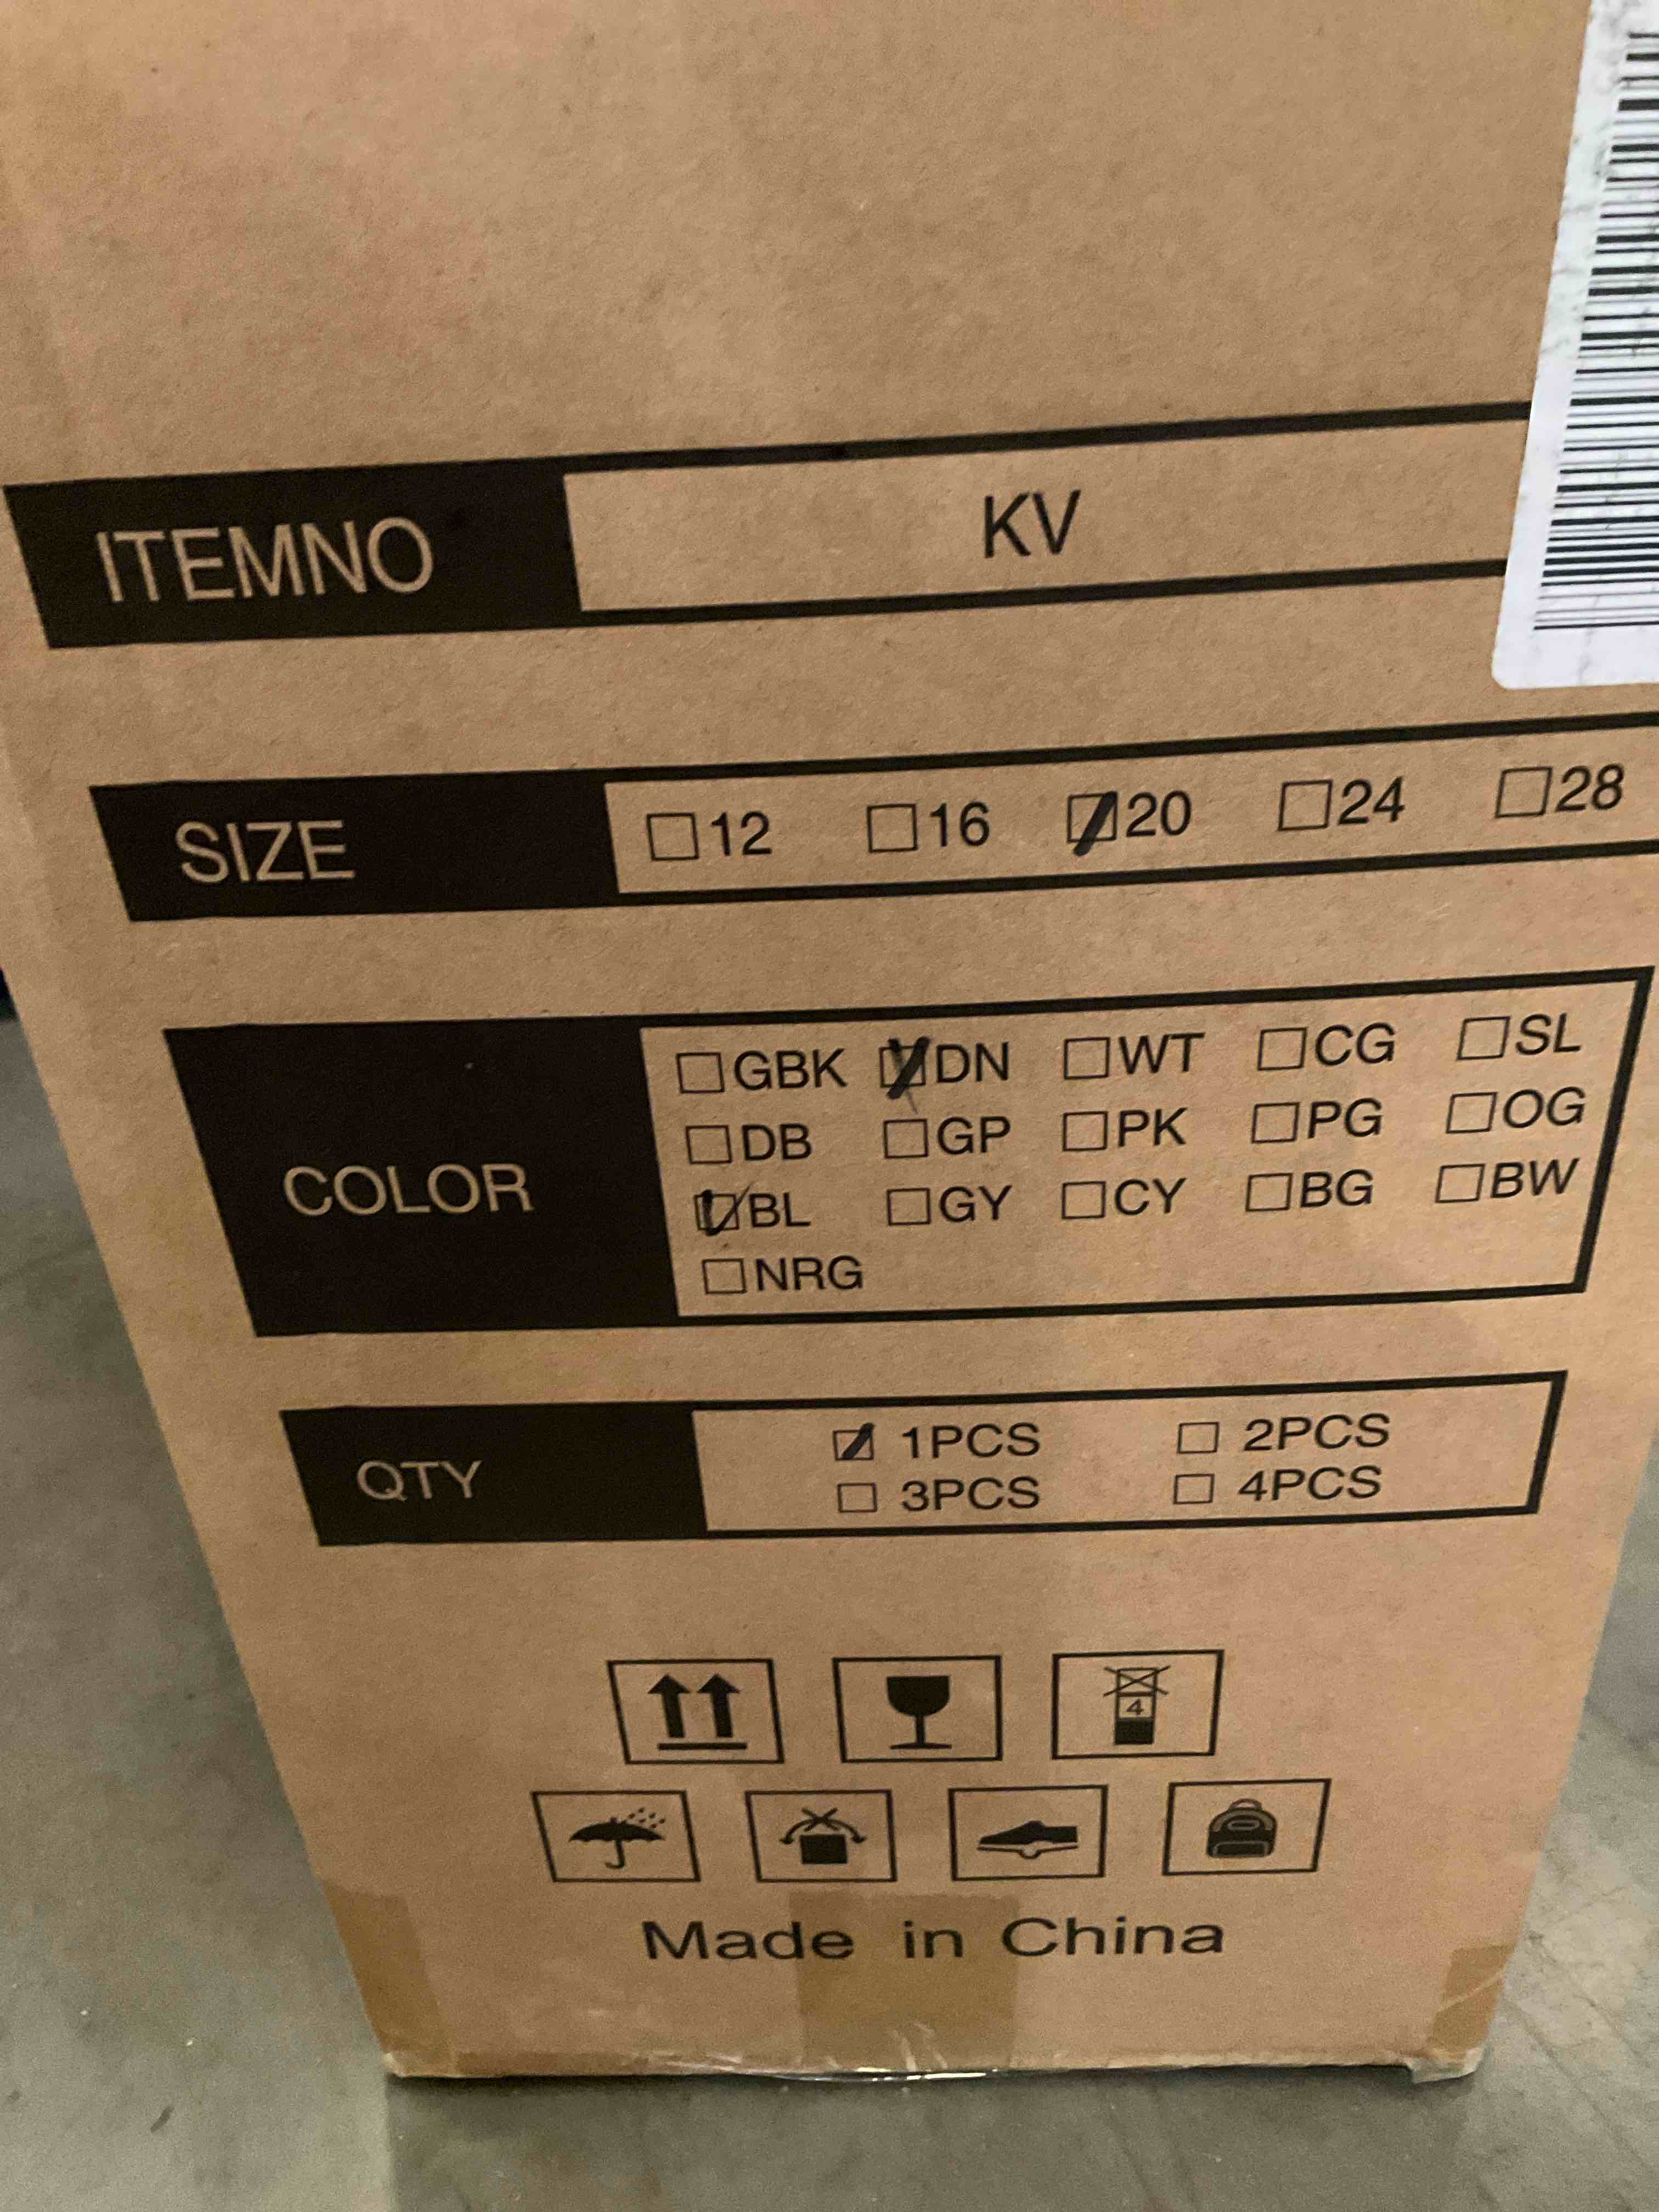 ITEMNO KV
SIZE □12 □16 ☑20 □24 □28
COLOR
□GBK ☑DN □WT □CG □SL
□DB □GP □PK □PG □OG
☑BL □GY □CY □BG □BW
□NRG
QTY
☑ 1PCS □ 2PCS
□ 3PCS □ 4PCS
4
Made in China